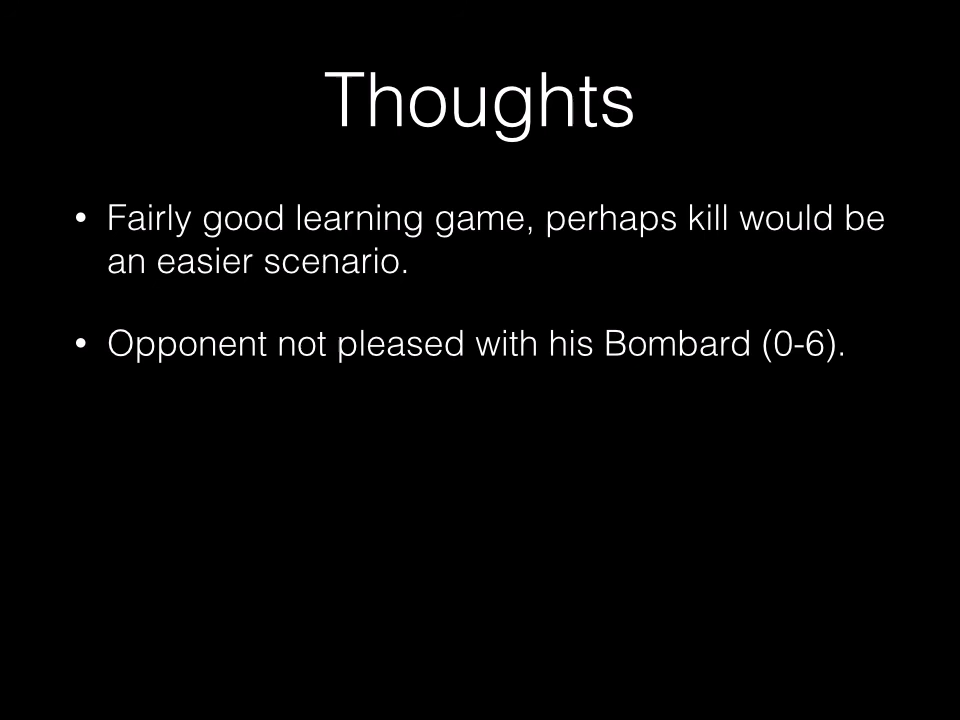 Thoughts
• Fairly good learning game, perhaps kill would be
an easier scenario.
• Opponent not pleased with his Bombard (0-6).